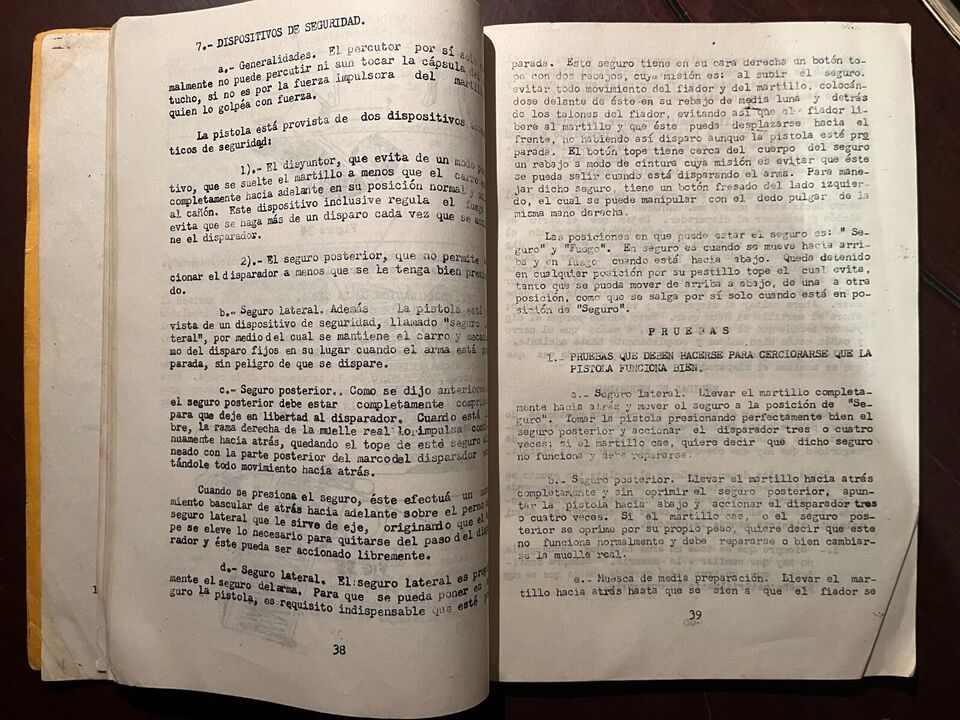 7.- DISPOSITIVOS DE SEGURIDAD.
a.- Generalidades. El percutor por sí solo
malmente no puede percutir ni aun tocar la cápsula del
tucho, si no es por la fuerza impulsora del
quien lo golpéa con fuerza.
La pistola está provista de dos dispositivos
ticos de seguridad:
1).- El disyuntor, que evita de un modo
tivo, que se suelte el martillo a menos que el carro
completamente hacia adelante en su posición normal y
al cañón. Este dispositivo inclusive regula el fuego
evita que se haga más de un disparo cada vez que se
ne el disparador.
2).- El seguro posterior, que no permite
cionar el disparador a menos que se le tenga bien
do.
b.- Seguro lateral. Además la pistola está
vista de un dispositivo de seguridad, llamado "seguro
teral", por medio del cual se mantiene el carro y
mo del disparo fijos en su lugar cuando el arma está
parada, sin peligro de que se dispare.
c.- Seguro posterior.. Como se dijo
el seguro posterior debe estar completamente
para que deje en libertad al disparador. Cuando está
bre, la rama derecha de la muelle real lo impulsa
nuamente hacia atrás, quedando el tope de este seguro
neado con la parte posterior del marco del disparador
tándole todo movimiento hacia atrás.
Cuando se presiona el seguro, éste efectuá un
miento bascular de atrás hacia adelante sobre el perno
seguro lateral que le sirve de eje, originando que el
pe se eleve lo necesario para quitarse del paso del
rador y éste pueda ser accionado libremente.
d.- Seguro lateral. El seguro lateral es
mente el seguro del arma. Para que se pueda poner en
guro la pistola, es requisito indispensable que esté
38
parada. Este seguro tiene en su cara derecha un botón to
pe con dos rebajos, cuya misión es: al subir el seguro.
evitar todo movimiento del fiador y del martillo, colocán-
dose delante de éste en su rebajo de media luna y detrás
de los talones del fiador, evitando así que el fiador li
bere al martillo y que éste pueda desplazarse hacia el
frente, no habiendo así disparo aunque la pistola esté pre
parada. El botón tope tiene cerca del cuerpo del seguro
un rebajo a modo de cintura cuya misión es evitar que éste
se pueda salir cuando está disparando el arma. Para mane-
jar dicho seguro, tiene un botón fresado del lado izquier-
do, el cual se puede manipular con el dedo pulgar de la
misma mano derecha.
Las posiciones en que puede estar el seguro es: " Se-
guro" y "Fuego". En seguro es cuando se mueve hacia arri-
ba y en fuego cuando está hacia abajo. Queda detenido
en cualquier posición por su pestillo tope el cual evita,
tanto que se pueda mover de arriba a abajo, de una a otra
posición, como que se salga por sí solo cuando está en po-
sición de "Seguro".
P R U E B A S
1.. PRUEBAS QUE DEBEN HACERSE PARA CERCIORARSE QUE LA
PISTOLA FUNCIONA BIEN.
a.- Seguro lateral. Llevar el martillo completa-
mente hacia atrás y mover el seguro a la posición de "Se-
guro". Tomar la pistola presionando perfectamente bien el
seguro posterior y accionar el disparador tres o cuatro
veces; si el martillo cae, quiere decir que dicho seguro
no funciona y debe repararse.
b.- Seguro posterior. Llevar el martillo hacia atrás
completamente y sin oprimir el seguro posterior, apun-
tar la pistola hacia abajo y accionar el disparador tres
o cuatro veces. Si el martillo cae, o el seguro pos-
terior se oprime por su propio peso, quiere decir que este
no funciona normalmente y debe repararse o bien cambiar-
se la muelle real.
e.- Muesca de media preparación. Llevar el mar-
tillo hacia atrás hasta que se sien a que el fiador se
39